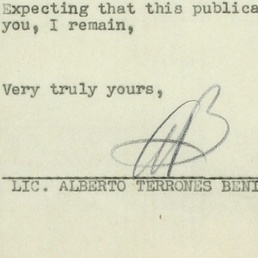 Expecting that this publica
you, I remain,
Very truly yours,
LIC. ALBERTO TERRONES BENI